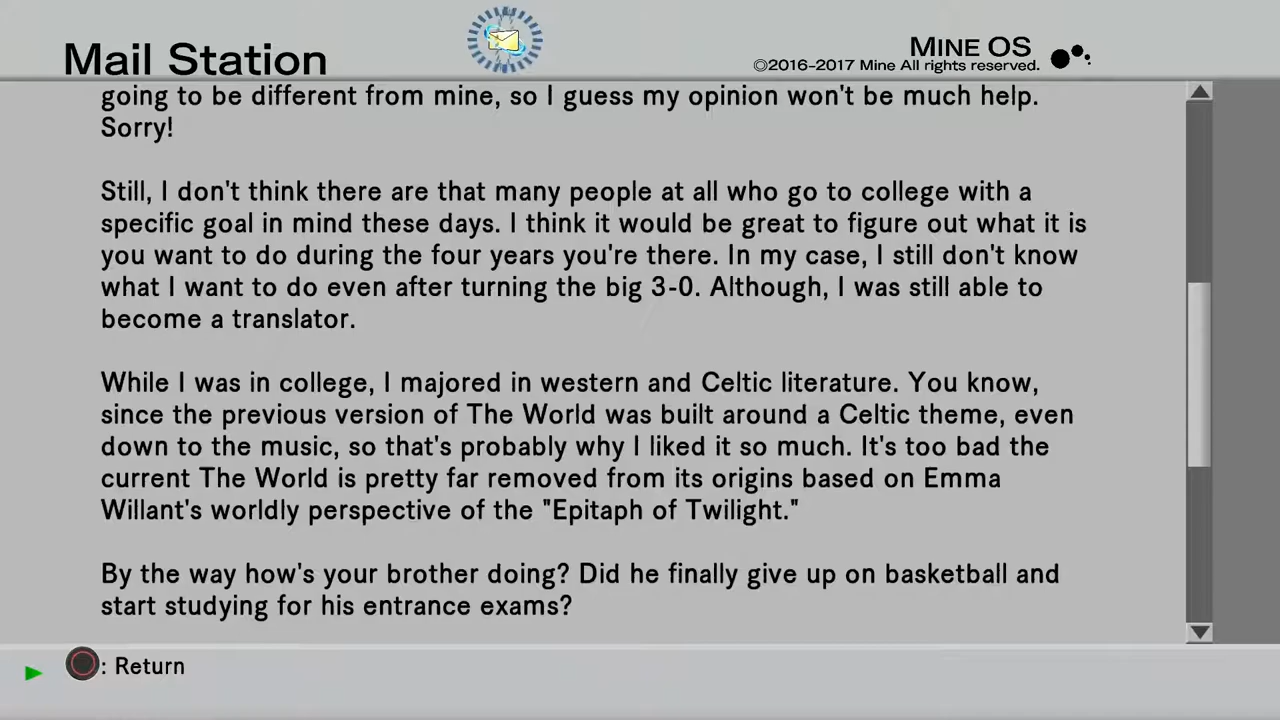 Mail Station
MINE OS
©2016-2017 Mine All rights reserved.
going to be different from mine, so I guess my opinion won't be much help.
Sorry!
Still, I don't think there are that many people at all who go to college with a
specific goal in mind these days. I think it would be great to figure out what it is
you want to do during the four years you're there. In my case, I still don't know
what I want to do even after turning the big 3-0. Although, I was still able to
become a translator.
While I was in college, I majored in western and Celtic literature. You know,
since the previous version of The World was built around a Celtic theme, even
down to the music, so that's probably why I liked it so much. It's too bad the
current The World is pretty far removed from its origins based on Emma
Willant's worldly perspective of the "Epitaph of Twilight."
By the way how's your brother doing? Did he finally give up on basketball and
start studying for his entrance exams?
: Return